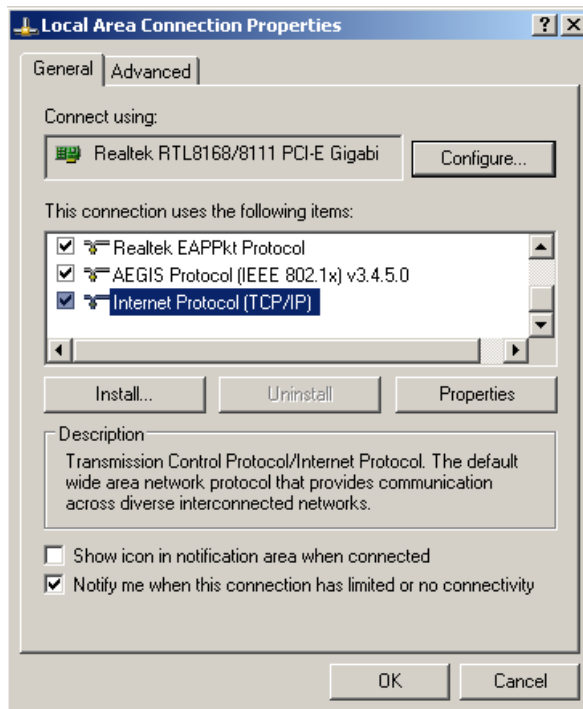 Local Area Connection Properties
General
Advanced
Connect using:
Realtek RTL8168/8111 PCI-E Gigabi
Configure...
This connection uses the following items:
Realtek EAPPkt Protocol
AEGIS Protocol (IEEE 802.1x) v3.4.5.0
Internet Protocol (TCP/IP)
Install...
Uninstall
Properties
Description
Transmission Control Protocol/Internet Protocol. The default
wide area network protocol that provides communication
across diverse interconnected networks.
Show icon in notification area when connected
Notify me when this connection has limited or no connectivity
OK
Cancel